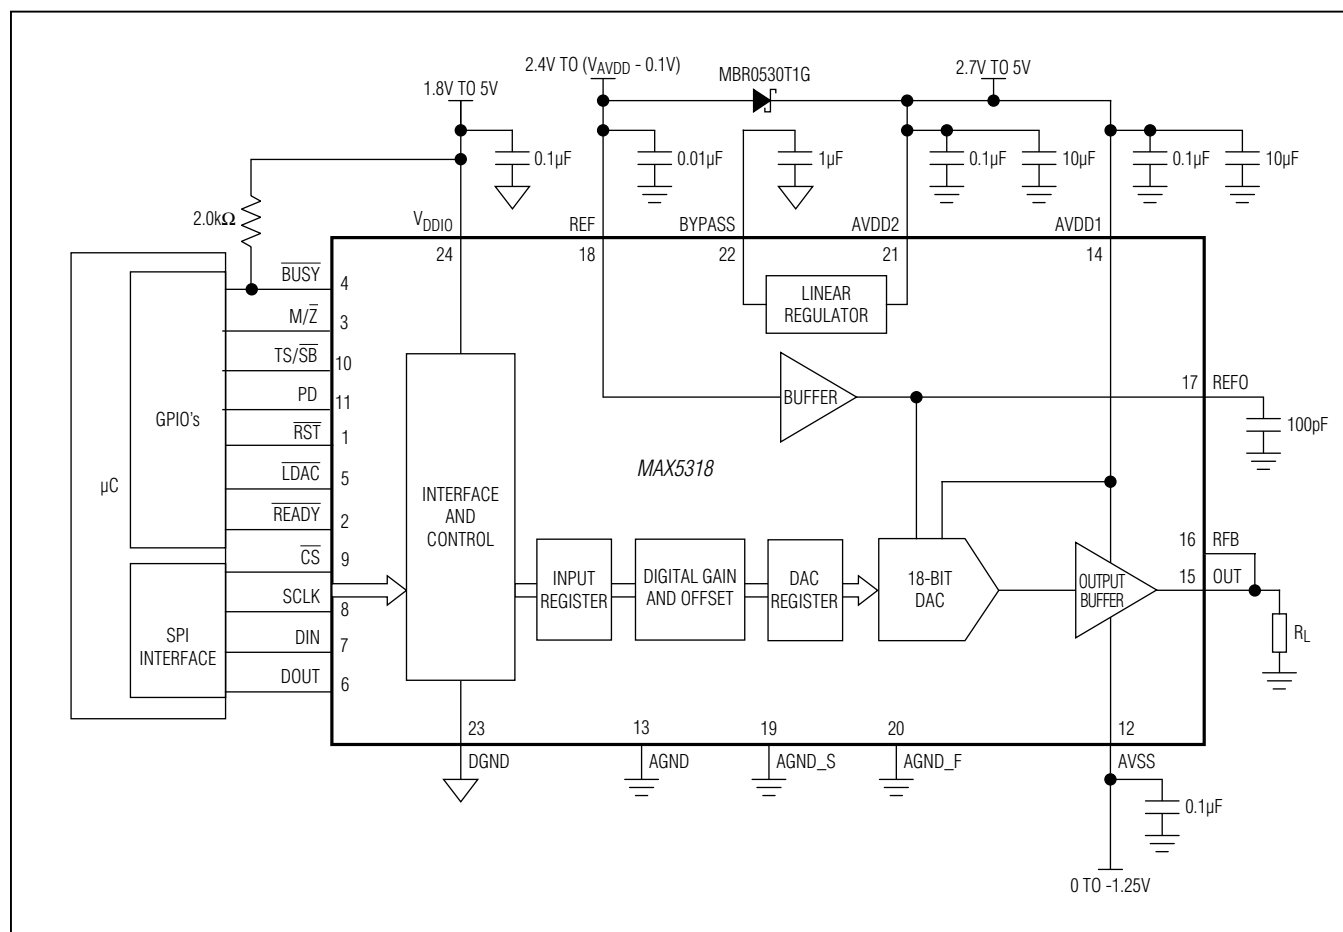 2.4V TO (VAVDD - 0.1V)
MBR0530T1G
2.7V TO 5V
1.8V TO 5V
0.1µF
0.01µF
1µF
0.1µF
10µF
0.1µF
10µF
2.0kΩ
VDDIO
REF
BYPASS
AVDD2
AVDD1
24
18
22
21
14
BUSY
4
M/Z
3
TS/SB
10
PD
11
RST
1
LDAC
5
READY
2
CS
9
SCLK
8
DIN
7
DOUT
6
GPIO's
µC
SPI
INTERFACE
INTERFACE
AND
CONTROL
LINEAR
REGULATOR
BUFFER
17
REFO
100pF
MAX5318
INPUT
REGISTER
DIGITAL GAIN
AND OFFSET
DAC
REGISTER
18-BIT
DAC
OUTPUT
BUFFER
16
RFB
15
OUT
RL
23
13
19
20
12
DGND
AGND
AGND_S
AGND_F
AVSS
0.1µF
0 TO -1.25V